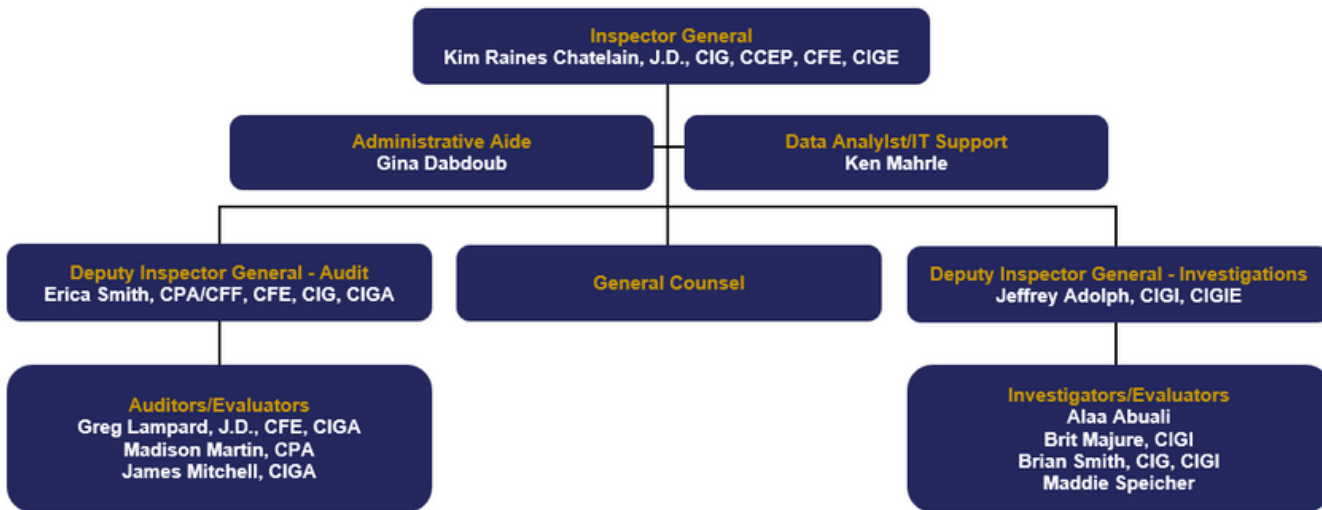 Inspector General
Kim Raines Chatelain, J.D., CIG, CCEP, CFE, CIGE
Administrative Aide
Gina Dabdoub
Data Analylst/IT Support
Ken Mahrle
Deputy Inspector General - Audit
Erica Smith, CPA/CFF, CFE, CIG, CIGA
General Counsel
Deputy Inspector General - Investigations
Jeffrey Adolph, CIGI, CIGIE
Auditors/Evaluators
Greg Lampard, J.D., CFE, CIGA
Madison Martin, CPA
James Mitchell, CIGA
Investigators/Evaluators
Alaa Abuali
Brit Majure, CIGI
Brian Smith, CIG, CIGI
Maddie Speicher